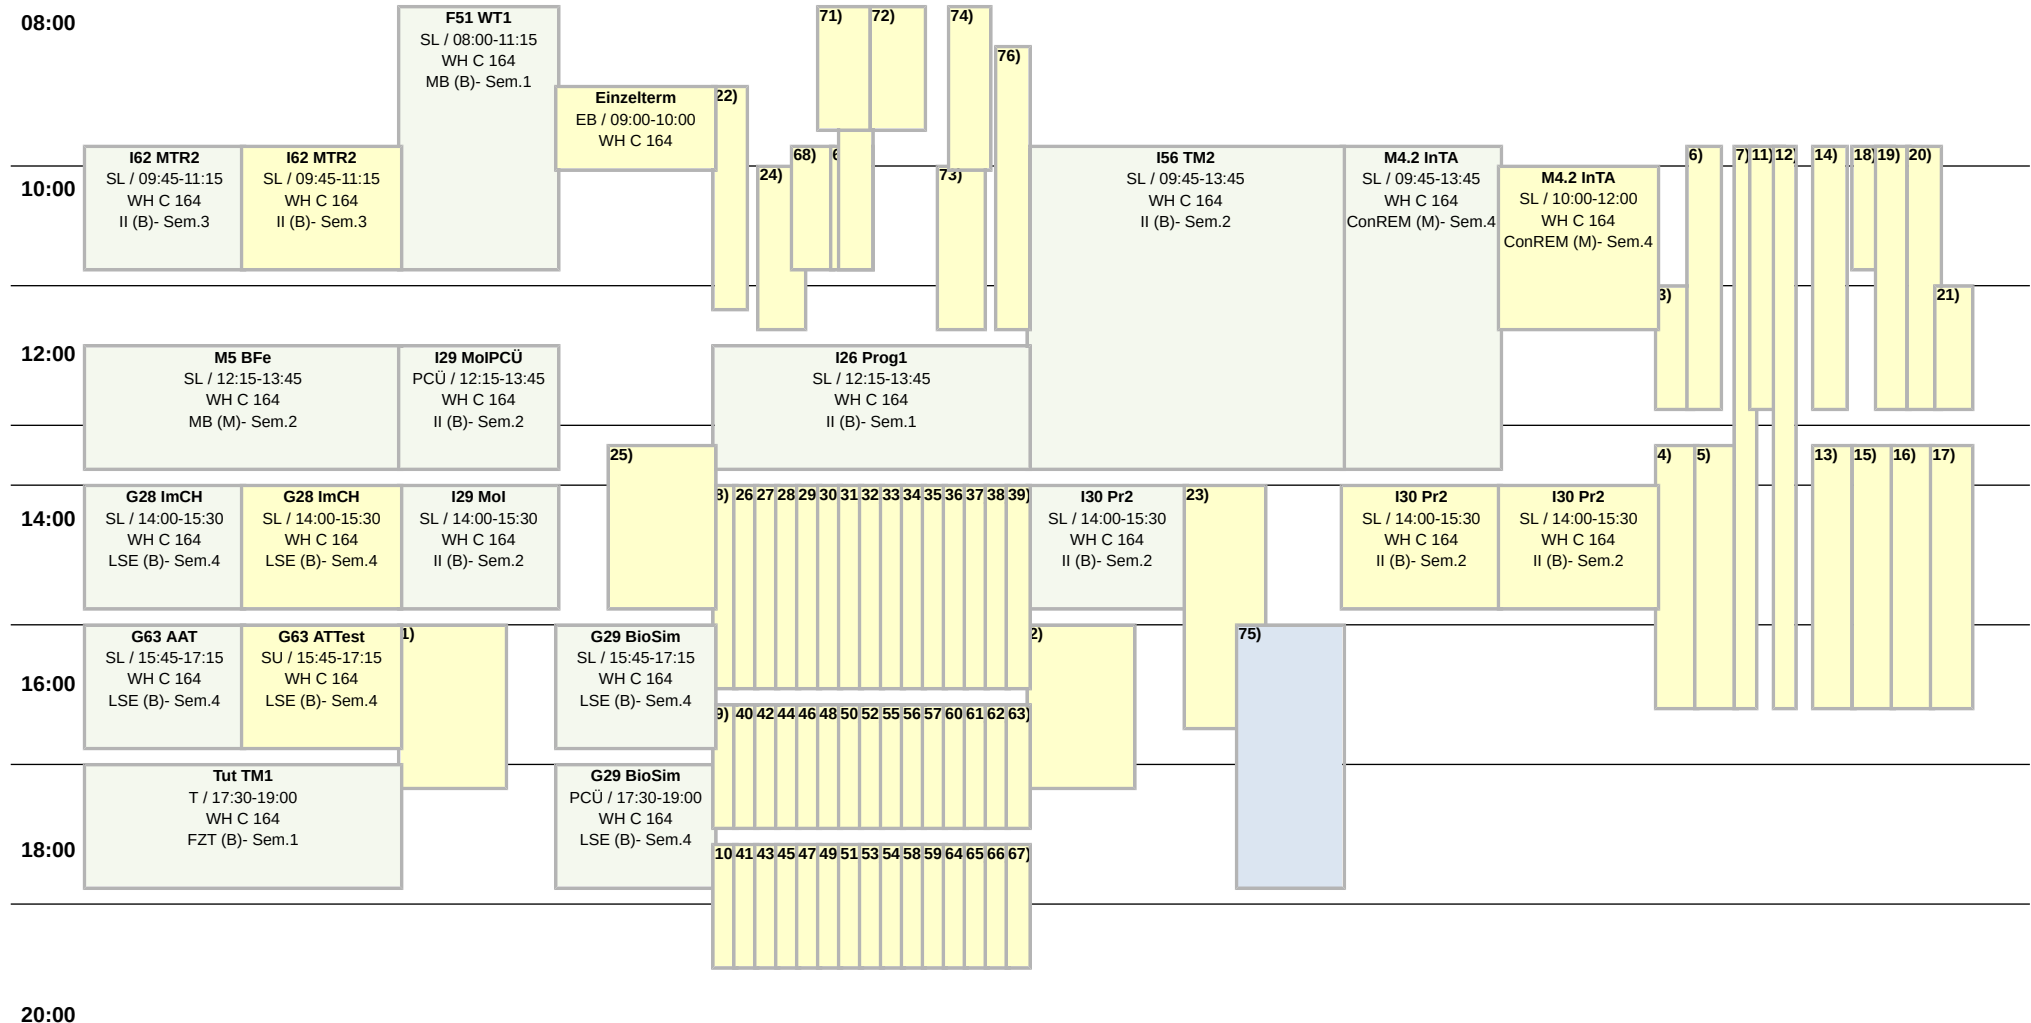 08:00
10:00
12:00
14:00
16:00
18:00
20:00
F51 WT1
SL / 08:00-11:15
WH C 164
MB (B)- Sem.1
Einzelterm
EB / 09:00-10:00
WH C 164
22)
71)
72)
74)
76)
I62 MTR2
SL / 09:45-11:15
WH C 164
II (B)- Sem.3
I62 MTR2
SL / 09:45-11:15
WH C 164
II (B)- Sem.3
24)
68)
73)
I56 TM2
SL / 09:45-13:45
WH C 164
II (B)- Sem.2
M4.2 InTA
SL / 09:45-13:45
WH C 164
ConREM (M)- Sem.4
M4.2 InTA
SL / 10:00-12:00
WH C 164
ConREM (M)- Sem.4
3)
6)
7)
11)
12)
14)
18)
19)
20)
21)
M5 BFe
SL / 12:15-13:45
WH C 164
MB (M)- Sem.2
I29 MolPCÜ
PCÜ / 12:15-13:45
WH C 164
II (B)- Sem.2
I26 Prog1
SL / 12:15-13:45
WH C 164
II (B)- Sem.1
25)
4)
5)
13)
15)
16)
17)
G28 ImCH
SL / 14:00-15:30
WH C 164
LSE (B)- Sem.4
G28 ImCH
SL / 14:00-15:30
WH C 164
LSE (B)- Sem.4
I29 Mol
SL / 14:00-15:30
WH C 164
II (B)- Sem.2
8)
26
27
28
29
30
31
32
33
34
35
36
37
38
39)
I30 Pr2
SL / 14:00-15:30
WH C 164
II (B)- Sem.2
23)
I30 Pr2
SL / 14:00-15:30
WH C 164
II (B)- Sem.2
I30 Pr2
SL / 14:00-15:30
WH C 164
II (B)- Sem.2
G63 AAT
SL / 15:45-17:15
WH C 164
LSE (B)- Sem.4
G63 ATTest
SU / 15:45-17:15
WH C 164
LSE (B)- Sem.4
1)
G29 BioSim
SL / 15:45-17:15
WH C 164
LSE (B)- Sem.4
2)
75)
9)
40
42
44
46
48
50
52
55
56
57
60
61
62
63)
Tut TM1
T / 17:30-19:00
WH C 164
FZT (B)- Sem.1
G29 BioSim
PCÜ / 17:30-19:00
WH C 164
LSE (B)- Sem.4
10
41
43
45
47
49
51
53
54
58
59
64
65
66
67)